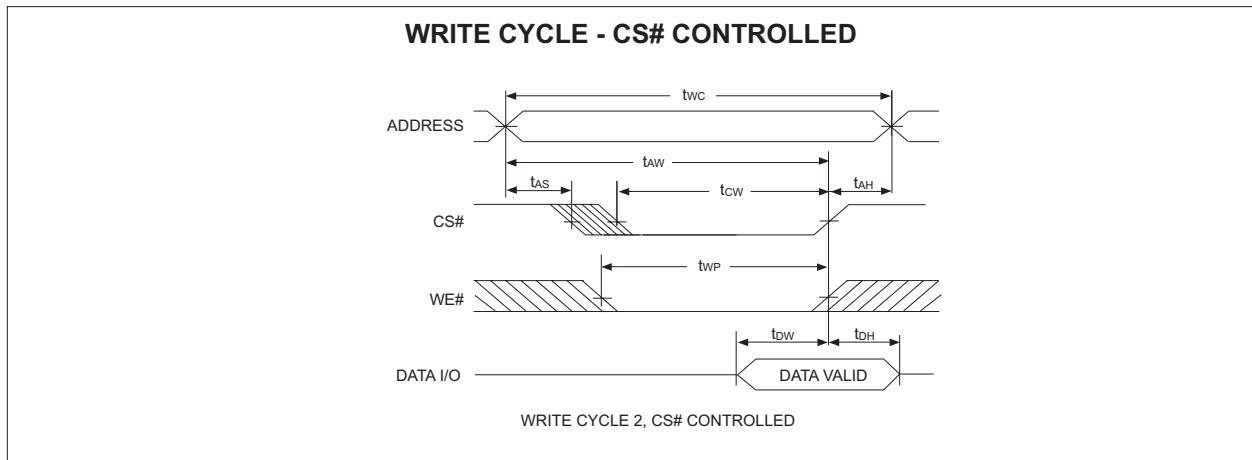 WRITE CYCLE - CS# CONTROLLED
tWC
ADDRESS
tAW
tAS
tCW
tAH
CS#
tWP
WE#
tDW
tDH
DATA I/O
DATA VALID
WRITE CYCLE 2, CS# CONTROLLED